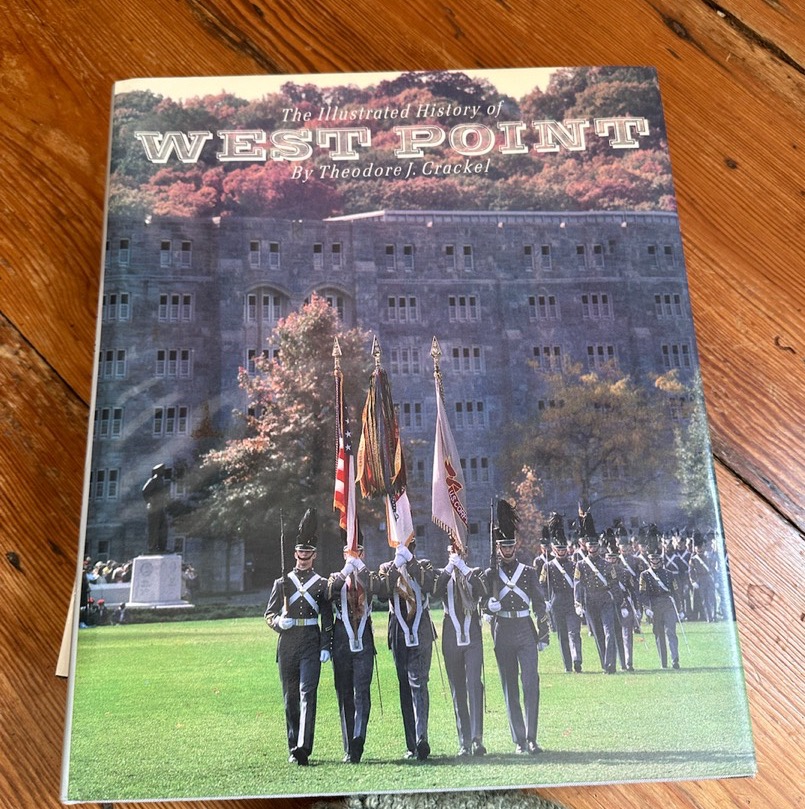 The Illustrated History of
WEST POINT
By Theodore J. Crackel